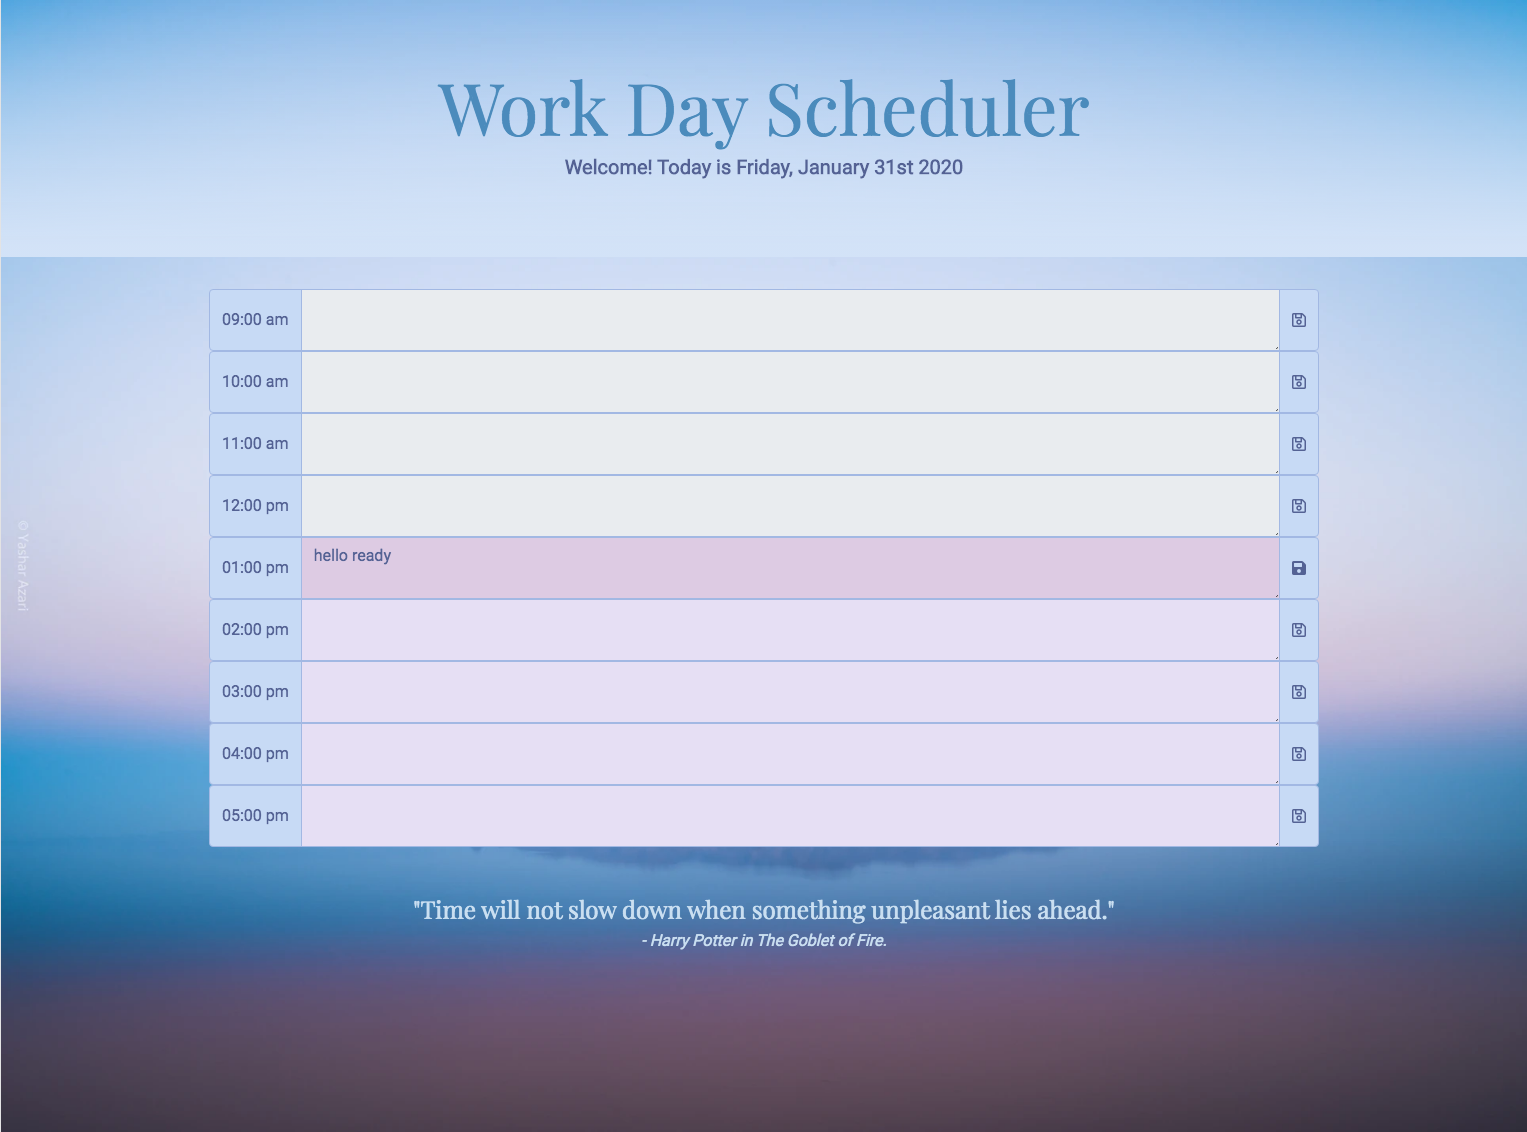 Work Day Scheduler
Welcome! Today is Friday, January 31st 2020
09:00 am
10:00 am
11:00 am
12:00 pm
01:00 pm hello ready
02:00 pm
03:00 pm
04:00 pm
05:00 pm
© Yashar Azari
"Time will not slow down when something unpleasant lies ahead."
- Harry Potter in The Goblet of Fire.